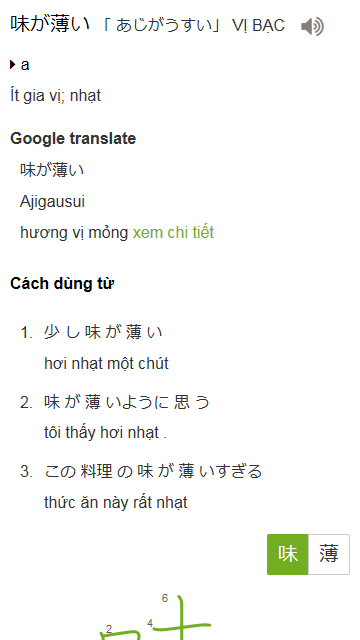 味が薄い 「 あじがうすい」 VỊ BẠC
a
Ít gia vị; nhạt
Google translate
味が薄い
Ajigausui
hương vị mỏng xem chi tiết
Cách dùng từ
1. 少 し 味 が 薄 い
hơi nhạt một chút
2. 味 が 薄 いように 思 う
tôi thấy hơi nhạt .
3. この 料理 の 味 が 薄 いすぎる
thức ăn này rất nhạt
味 薄
6
2 4